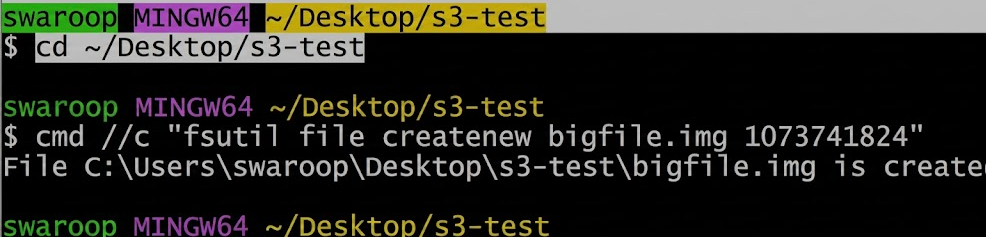 swaroop MINGW64 ~/Desktop/s3-test
$ cd ~/Desktop/s3-test
swaroop MINGW64 ~/Desktop/s3-test
$ cmd //c "fsutil file createnew bigfile.img 1073741824"
File C:\Users\swaroop\Desktop\s3-test\bigfile.img is create
swaroop MINGW64 ~/Desktop/s3-test